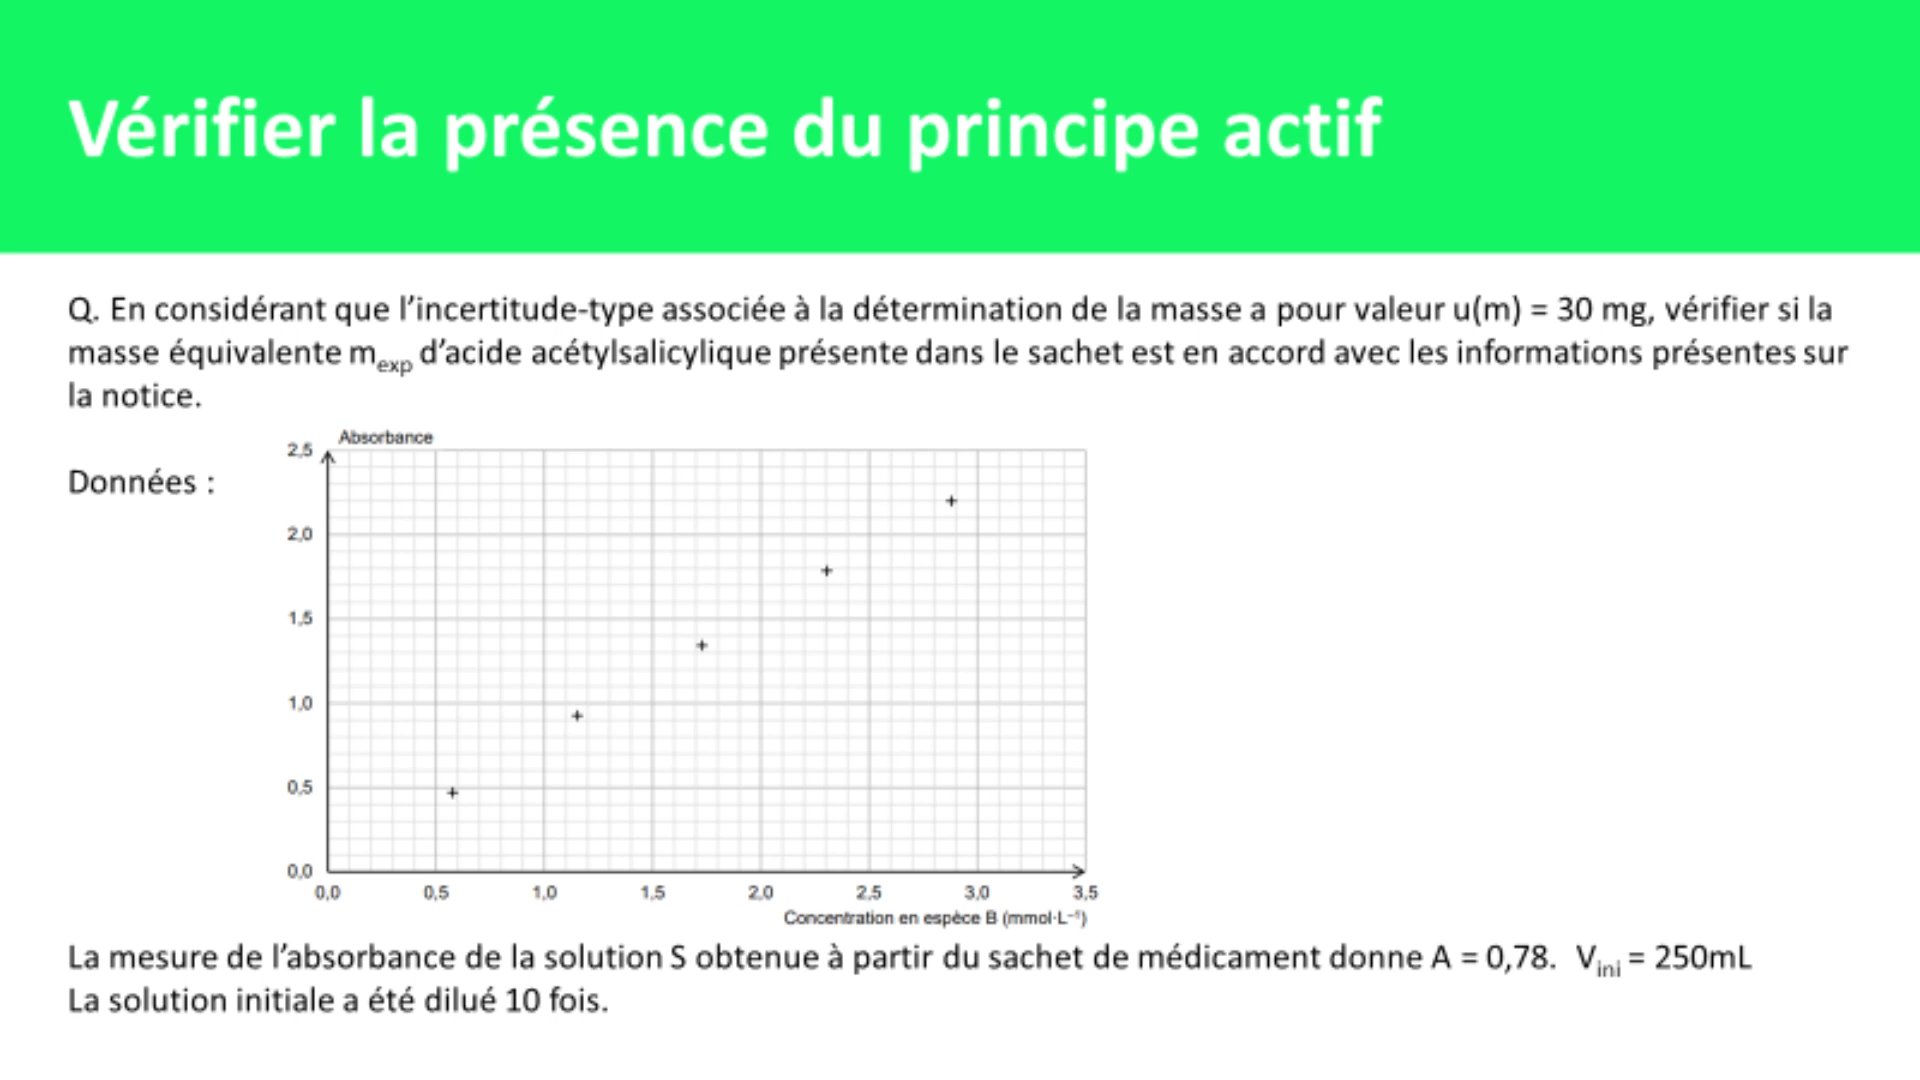 Vérifier la présence du principe actif
Q. En considérant que l’incertitude-type associée à la détermination de la masse a pour valeur u(m) = 30 mg, vérifier si la
masse équivalente mexp d’acide acétylsalicylique présente dans le sachet est en accord avec les informations présentes sur
la notice.
Données :
Absorbance
2,5
2,0
1,5
1,0
0,5
0,0
0,0 0,5 1,0 1,5 2,0 2,5 3,0 3,5
Concentration en espèce B (mmol·L⁻¹)
La mesure de l’absorbance de la solution S obtenue à partir du sachet de médicament donne A = 0,78. Vini = 250mL
La solution initiale a été dilué 10 fois.